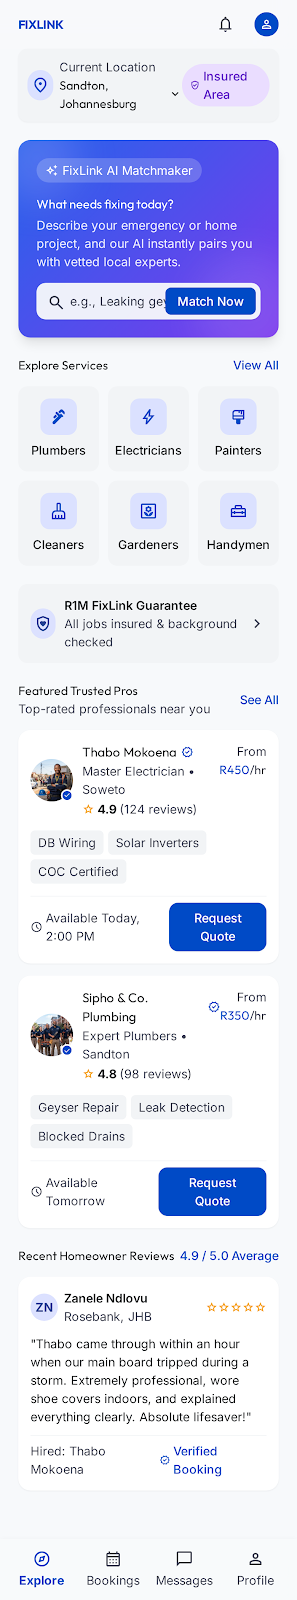 FIXLINK
Current Location
Sandton,
Johannesburg
Insured
Area
FixLink AI Matchmaker
What needs fixing today?
Describe your emergency or home
project, and our AI instantly pairs you
with vetted local experts.
e.g., Leaking gey
Match Now
Explore Services
View All
Plumbers
Electricians
Painters
Cleaners
Gardeners
Handymen
R1M FixLink Guarantee
All jobs insured & background
checked
Featured Trusted Pros
Top-rated professionals near you
See All
Thabo Mokoena
Master Electrician •
Soweto
4.9 (124 reviews)
From
R450/hr
DB Wiring
Solar Inverters
COC Certified
Available Today,
2:00 PM
Request
Quote
Sipho & Co.
Plumbing
Expert Plumbers •
Sandton
4.8 (98 reviews)
From
R350/hr
Geyser Repair
Leak Detection
Blocked Drains
Available
Tomorrow
Request
Quote
Recent Homeowner Reviews
4.9 / 5.0 Average
ZN
Zanele Ndlovu
Rosebank, JHB
"Thabo came through within an hour
when our main board tripped during a
storm. Extremely professional, wore
shoe covers indoors, and explained
everything clearly. Absolute lifesaver!"
Hired: Thabo
Mokoena
Verified
Booking
Explore
Bookings
Messages
Profile